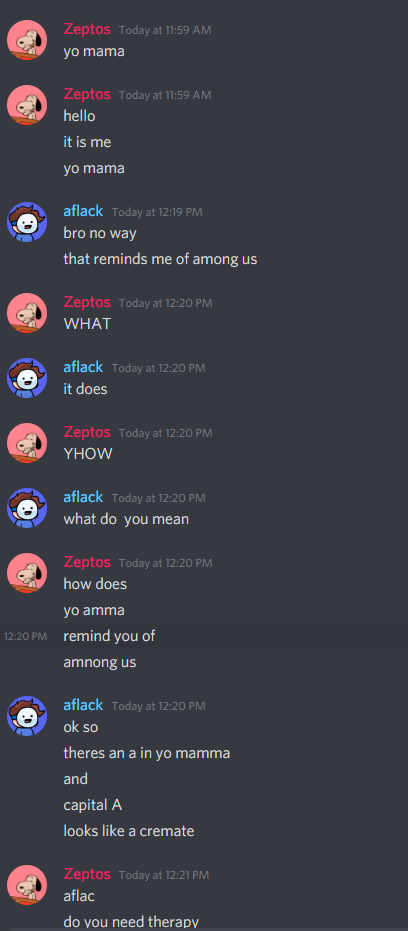 Zeptos Today at 11:59 AM
yo mama
Zeptos Today at 11:59 AM
hello
it is me
yo mama
aflack Today at 12:19 PM
bro no way
that reminds me of among us
Zeptos Today at 12:20 PM
WHAT
aflack Today at 12:20 PM
it does
Zeptos Today at 12:20 PM
YHOW
aflack Today at 12:20 PM
what do you mean
Zeptos Today at 12:20 PM
how does
yo amma
12:20 PM remind you of
amnong us
aflack Today at 12:20 PM
ok so
theres an a in yo mamma
and
capital A
looks like a cremate
Zeptos Today at 12:21 PM
aflac
do you need therapy